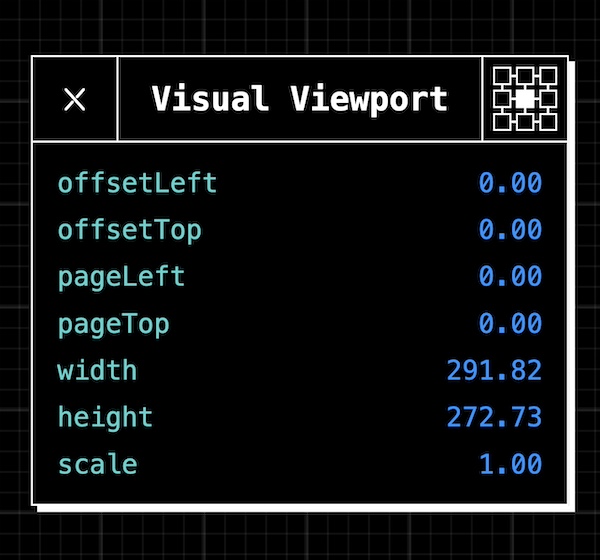 Visual Viewport
offsetLeft 0.00
offsetTop 0.00
pageLeft 0.00
pageTop 0.00
width 291.82
height 272.73
scale 1.00